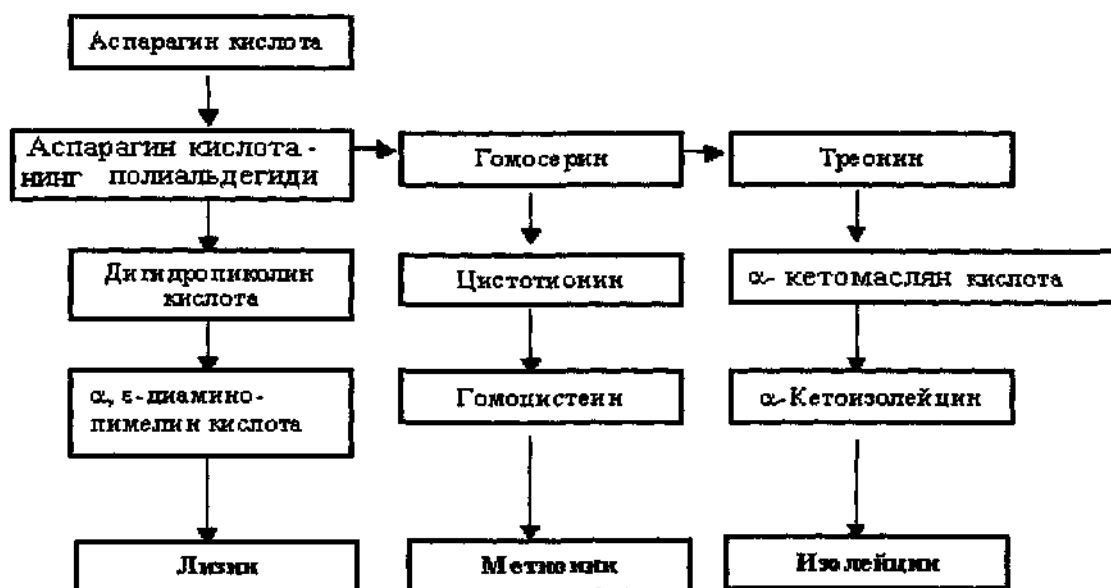 Аспарагин кислота
Аспарагин кислота-
нинг полиальдегиди
Гомосерин
Треонин
Дигидропиколин
кислота
Цистотионин
α- кетомаслян кислота
α, ε-диамино-
пимелин кислота
Гомоцистеин
α-Кетоизолейцин
Лизин
Метионин
Изолейцин